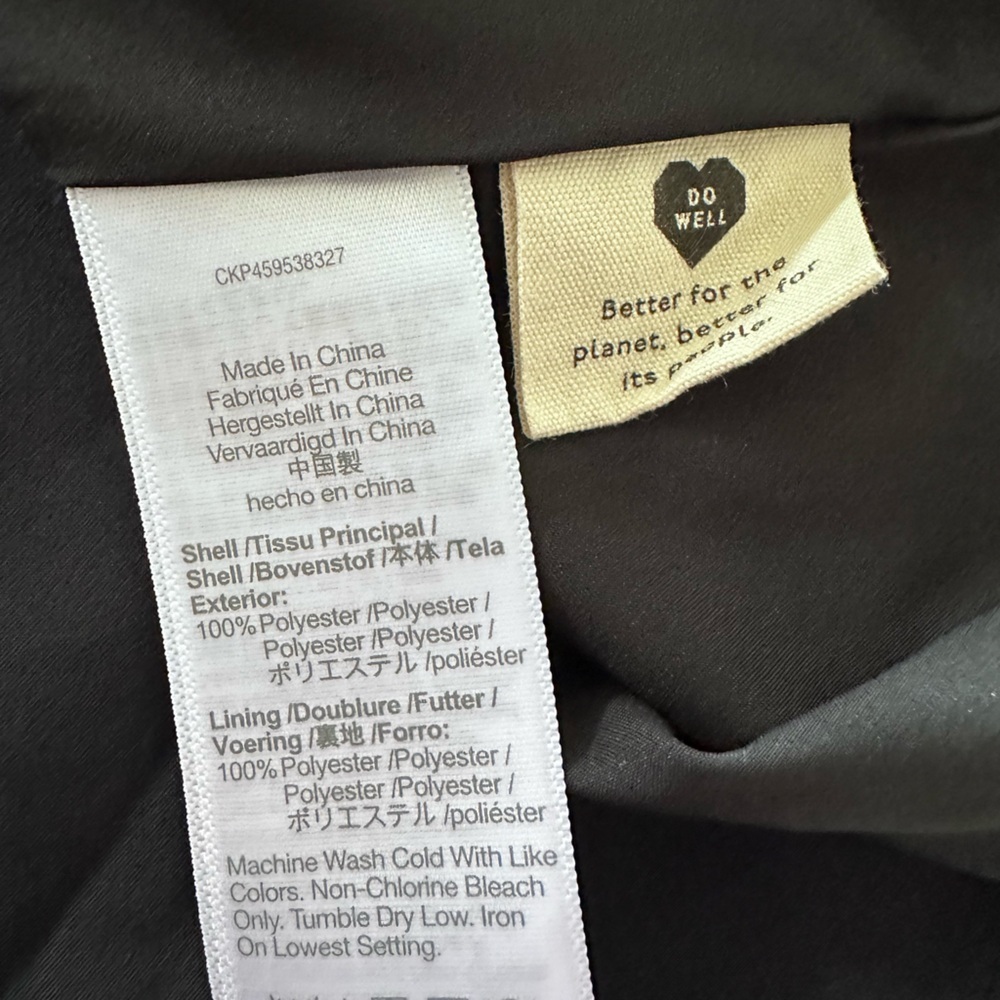 CKP459538327
Made In China
Fabriqué En Chine
Hergestellt In China
Vervaardigd In China
中国製
hecho en china
Shell /Tissu Principal /
Shell /Bovenstof /本体 /Tela
Exterior:
100% Polyester /Polyester /
Polyester /Polyester /
ポリエステル /poliéster
Lining /Doublure /Futter /
Voering /裏地 /Forro:
100% Polyester /Polyester /
Polyester /Polyester /
ポリエステル /poliéster
Machine Wash Cold With Like
Colors. Non-Chlorine Bleach
Only. Tumble Dry Low. Iron
On Lowest Setting.
DO
WELL
Better for the
planet, better for
its people.